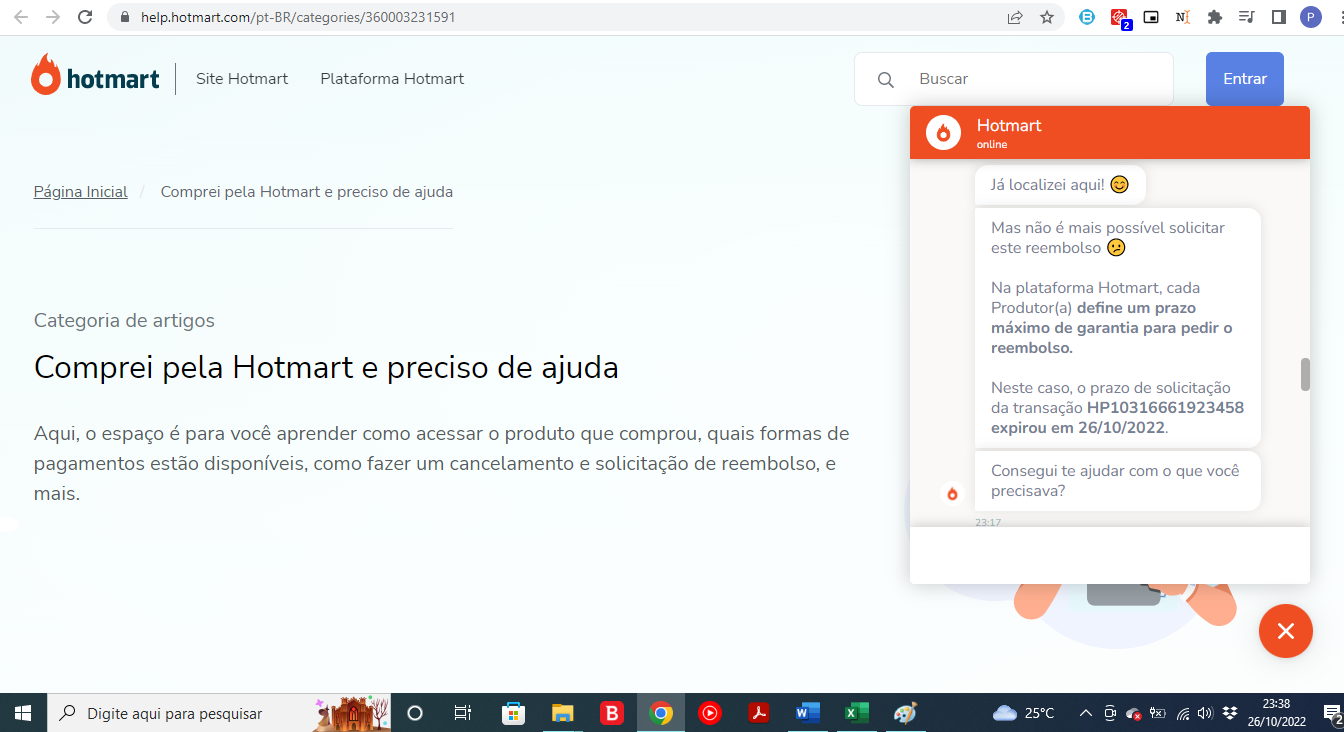 help.hotmart.com/pt-BR/categories/360003231591
2
P
hotmart
Site Hotmart
Plataforma Hotmart
Buscar
Entrar
Página Inicial / Comprei pela Hotmart e preciso de ajuda
Categoria de artigos
Comprei pela Hotmart e preciso de ajuda
Aqui, o espaço é para você aprender como acessar o produto que comprou, quais formas de
pagamentos estão disponíveis, como fazer um cancelamento e solicitação de reembolso, e
mais.
Hotmart
online
Já localizei aqui! 😊
Mas não é mais possível solicitar
este reembolso 😕
Na plataforma Hotmart, cada
Produtor(a) define um prazo
máximo de garantia para pedir o
reembolso.
Neste caso, o prazo de solicitação
da transação HP10316661923458
expirou em 26/10/2022.
Consegui te ajudar com o que você
precisava?
23:17
Digite aqui para pesquisar
25°C
23:38
26/10/2022
2